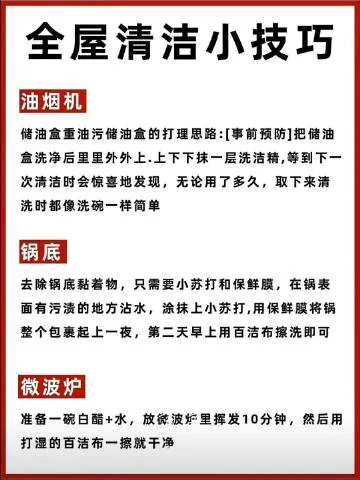 全屋清洁小技巧
油烟机
储油盒重油污储油盒的打理思路:[事前预防]把储油
盒洗净后里里外外上.上下下抹一层洗洁精,等到下一
次清洁时会惊喜地发现，无论用了多久，取下来清
洗时都像洗碗一样简单
锅底
去除锅底黏着物，只需要小苏打和保鲜膜，在锅表
面有污渍的地方沾水，涂抹上小苏打,用保鲜膜将锅
整个包裹起上一夜，第二天早上用百洁布擦洗即可
微波炉
准备一碗白醋+水，放微波炉里挥发10分钟，然后用
打湿的百洁布一擦就干净